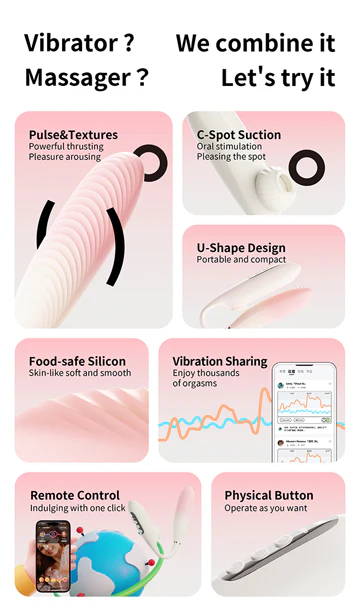 Vibrator ?
Massager ?
We combine it
Let's try it
Pulse&Textures
Powerful thrusting
Pleasure arousing
C-Spot Suction
Oral stimulation
Pleasing the spot
U-Shape Design
Portable and compact
Food-safe Silicon
Skin-like soft and smooth
Vibration Sharing
Enjoy thousands
of orgasms
Remote Control
Indulging with one click
Physical Button
Operate as you want